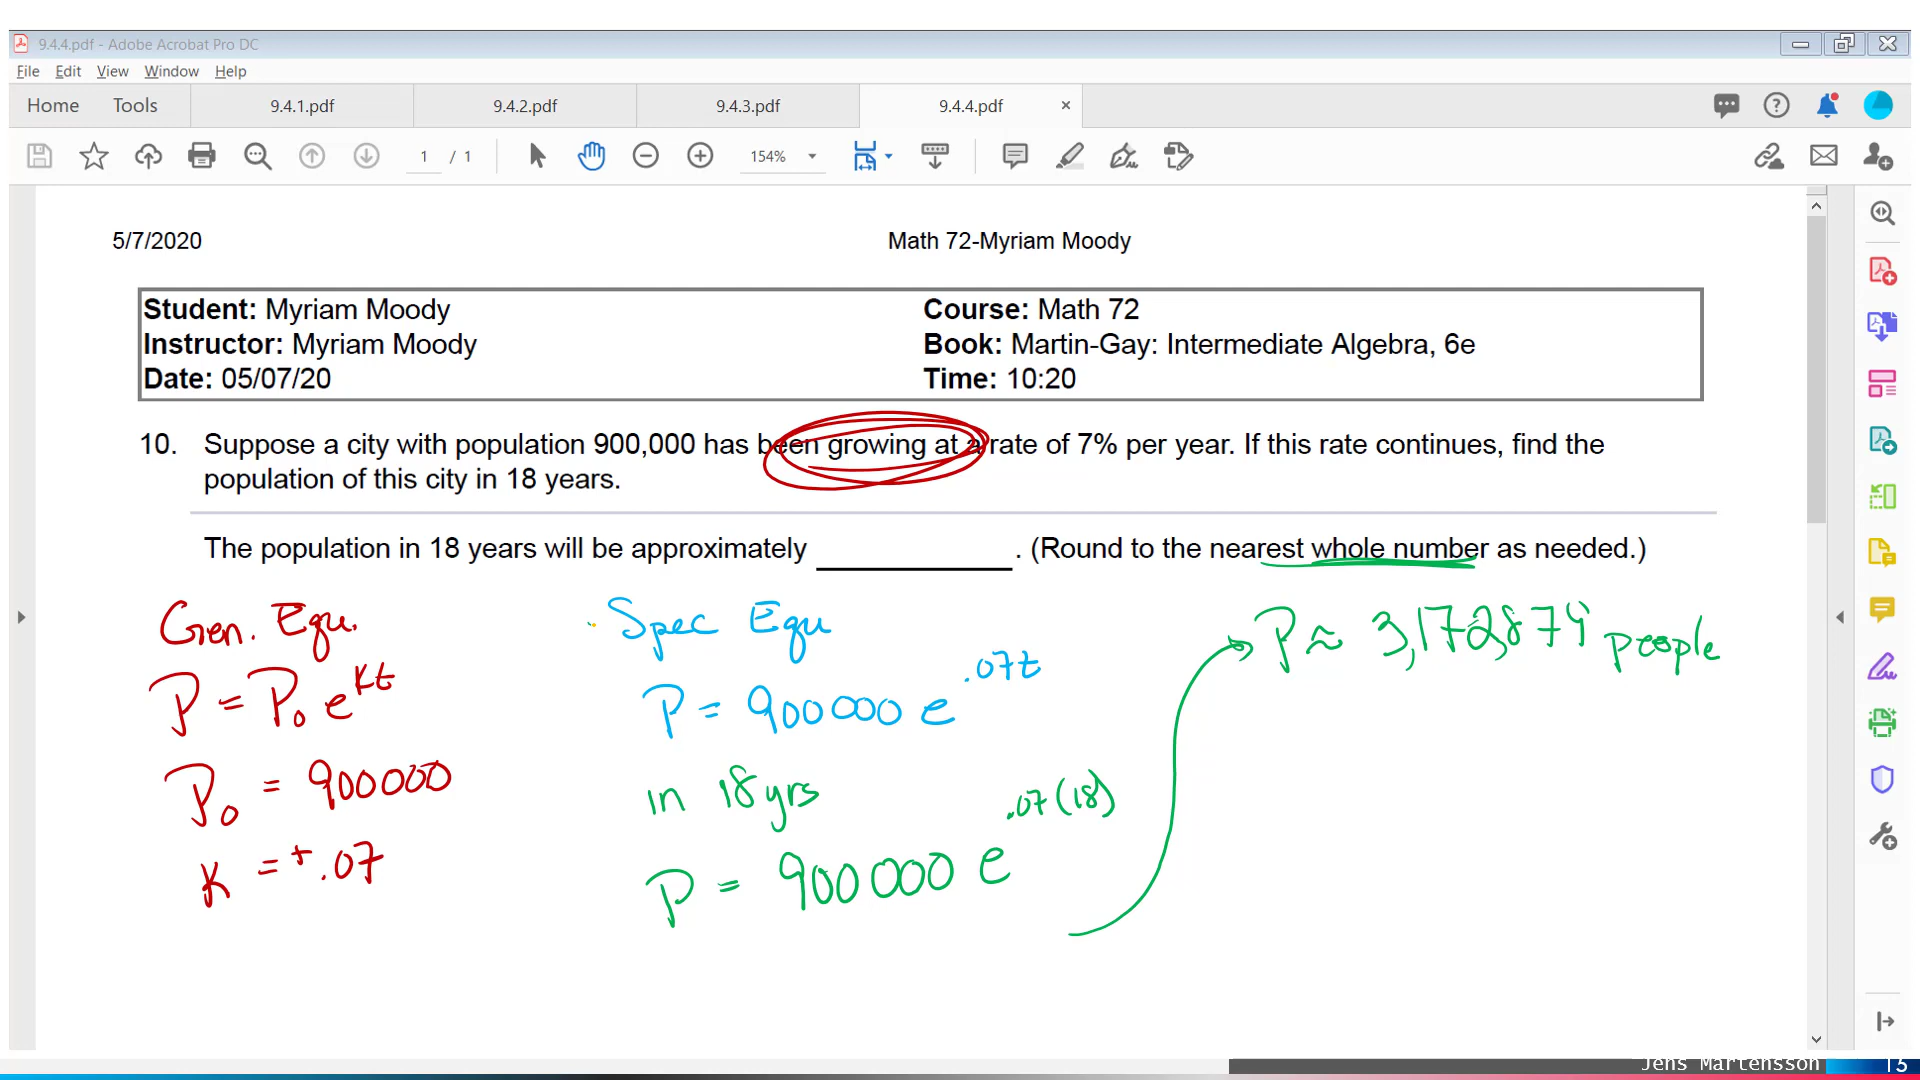 9.4.4.pdf - Adobe Acrobat Pro DC
File Edit View Window Help
Home Tools 9.4.1.pdf 9.4.2.pdf 9.4.3.pdf 9.4.4.pdf ×
1 / 1 154%
5/7/2020 Math 72-Myriam Moody
Student: Myriam Moody Course: Math 72
Instructor: Myriam Moody Book: Martin-Gay: Intermediate Algebra, 6e
Date: 05/07/20 Time: 10:20
10. Suppose a city with population 900,000 has been growing at a rate of 7% per year. If this rate continues, find the
population of this city in 18 years.
The population in 18 years will be approximately ____________ . (Round to the nearest whole number as needed.)
Gen. Equ.
P = P₀ e^kt
P₀ = 900000
K = + .07
Spec Equ
P = 900000 e^.07t
in 18 yrs
P = 900000 e^.07(18)
P ≈ 3,172,874 people
Jens Martensson 15